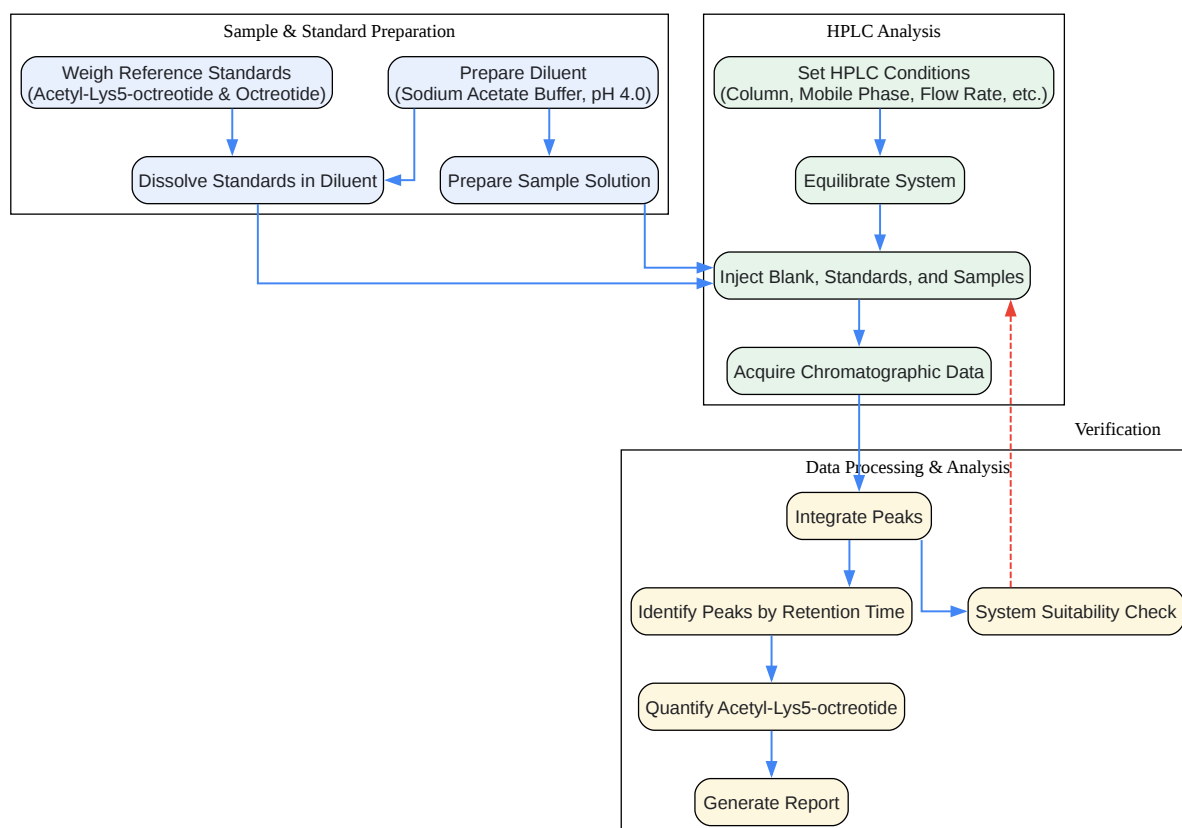 Sample & Standard Preparation
Weigh Reference Standards
(Acetyl-Lys5-octreotide & Octreotide)
Prepare Diluent
(Sodium Acetate Buffer, pH 4.0)
Dissolve Standards in Diluent
Prepare Sample Solution
HPLC Analysis
Set HPLC Conditions
(Column, Mobile Phase, Flow Rate, etc.)
Equilibrate System
Inject Blank, Standards, and Samples
Acquire Chromatographic Data
Verification
Data Processing & Analysis
Integrate Peaks
Identify Peaks by Retention Time
System Suitability Check
Quantify Acetyl-Lys5-octreotide
Generate Report